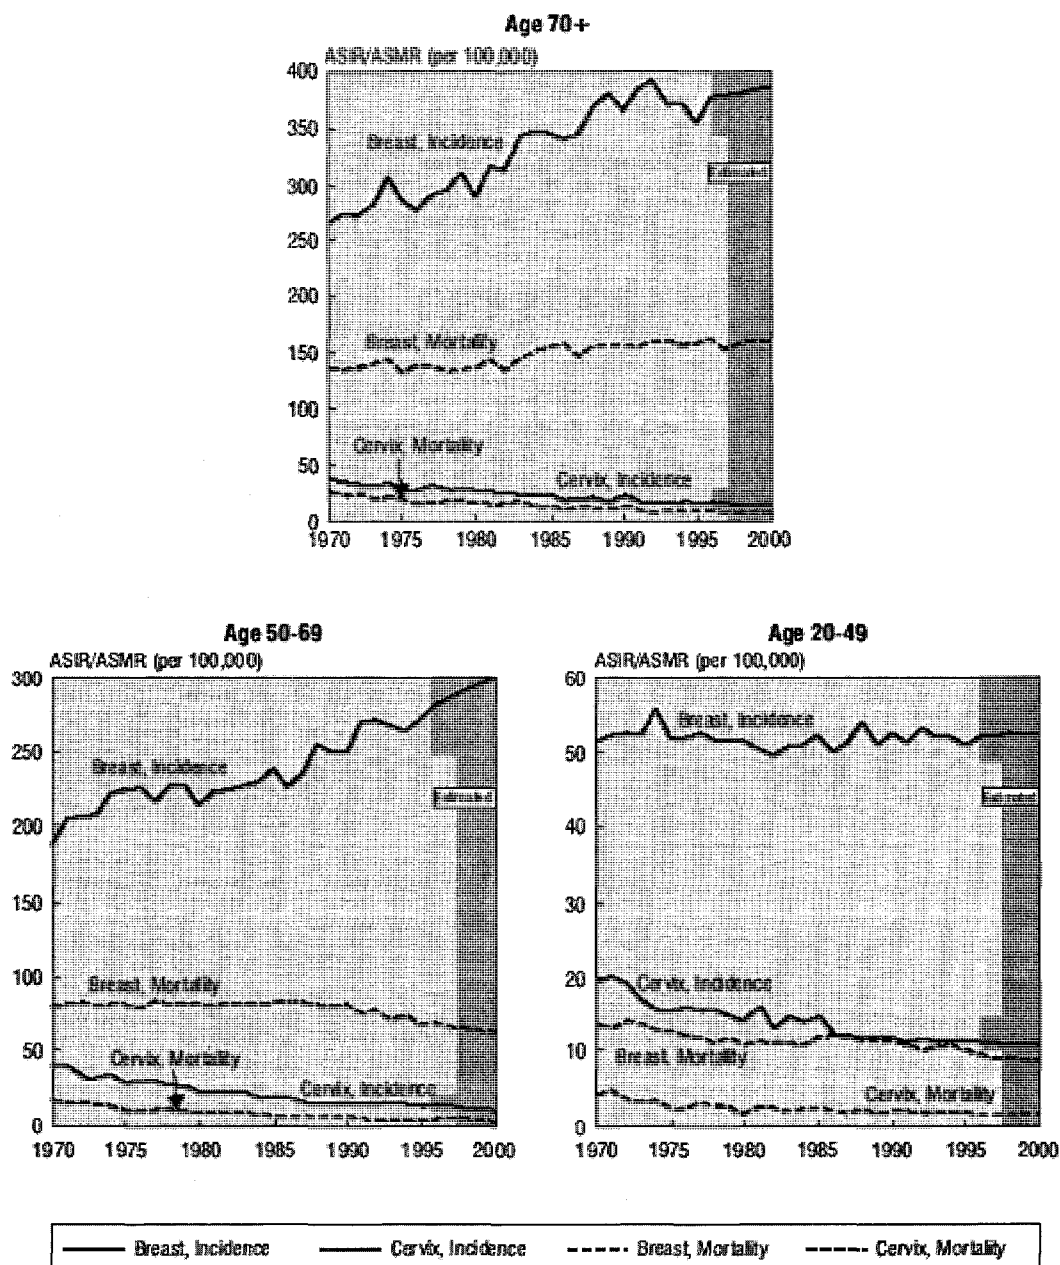 Age 70+
ASIR/ASMR (per 100,000)
400
350
300
250
200
150
100
50
0
Breast, Incidence
Estimated
Breast, Mortality
Cervix, Mortality
Cervix, Incidence
1970 1975 1980 1985 1990 1995 2000
Age 50-69
ASIR/ASMR (per 100,000)
300
250
200
150
100
50
0
Breast, Incidence
Estimated
Breast, Mortality
Cervix, Mortality
Cervix, Incidence
1970 1975 1980 1985 1990 1995 2000
Age 20-49
ASIR/ASMR (per 100,000)
60
50
40
30
20
10
0
Breast, Incidence
Estimated
Cervix, Incidence
Breast, Mortality
Cervix, Mortality
1970 1975 1980 1985 1990 1995 2000
Breast, Incidence Cervix, Incidence Breast, Mortality Cervix, Mortality